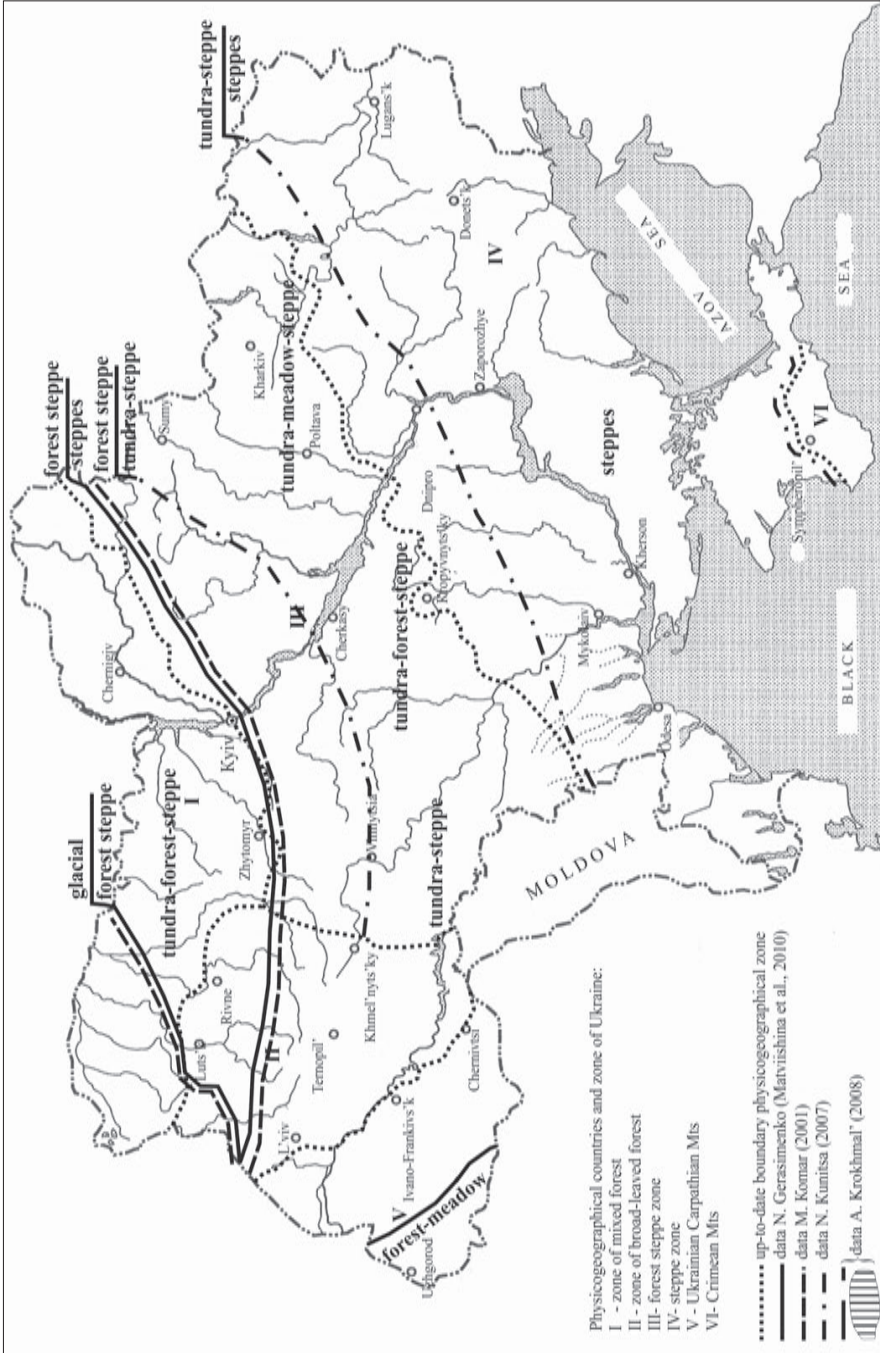 glacial
forest steppe
forest steppe
steppes
forest steppe
tundra-steppe
tundra-steppe
steppes
Chernigiv
tundra-forest-steppe
I
Kyiv
Zhytomyr
Luts'
Rivne
II
L'viv
Ternopil'
Khmel'nyts'ky
Vinnytsia
tundra-steppe
Ivano-Frankivs'k
V
forest-meadow
Uzhgorod
Chernivtsi
Sumy
III
Cherkasy
Kharkiv
Poltava
tundra-meadow-steppe
tundra-forest-steppe
Kropyvnyts'ky
Dnipro
Lugans'k
Donets'k
IV
Zaporozhye
steppes
Kherson
Mykolaiv
Odesa
MOLDOVA
SEA
AZOV
BLACK
SEA
Sympheropil'
VI
Physicogeographical countries and zone of Ukraine:
I - zone of mixed forest
II - zone of broad-leaved forest
III- forest steppe zone
IV- steppe zone
V - Ukrainian Carpathian Mts
VI- Crimean Mts
up-to-date boundary physicogeographical zone
data N. Gerasimenko (Matviishina et al., 2010)
data M. Komar (2001)
data N. Kunitsa (2007)
data A. Krokhmal' (2008)